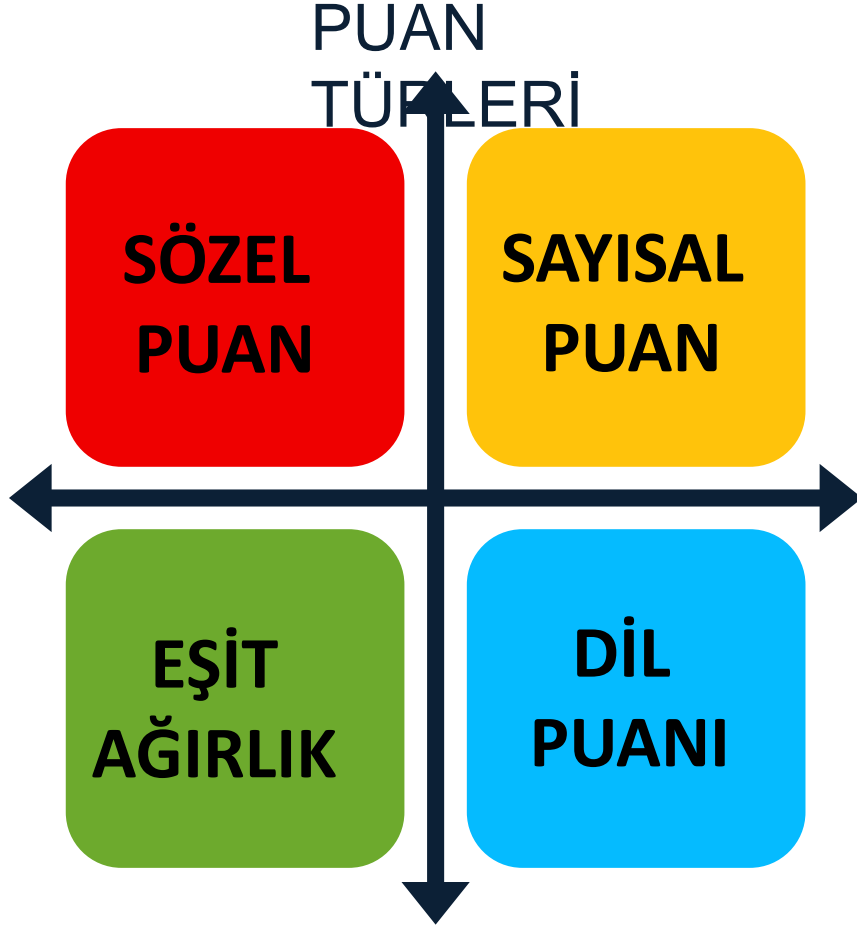 PUAN
TÜRLERİ
SÖZEL
PUAN
SAYISAL
PUAN
EŞİT
AĞIRLIK
DİL
PUANI